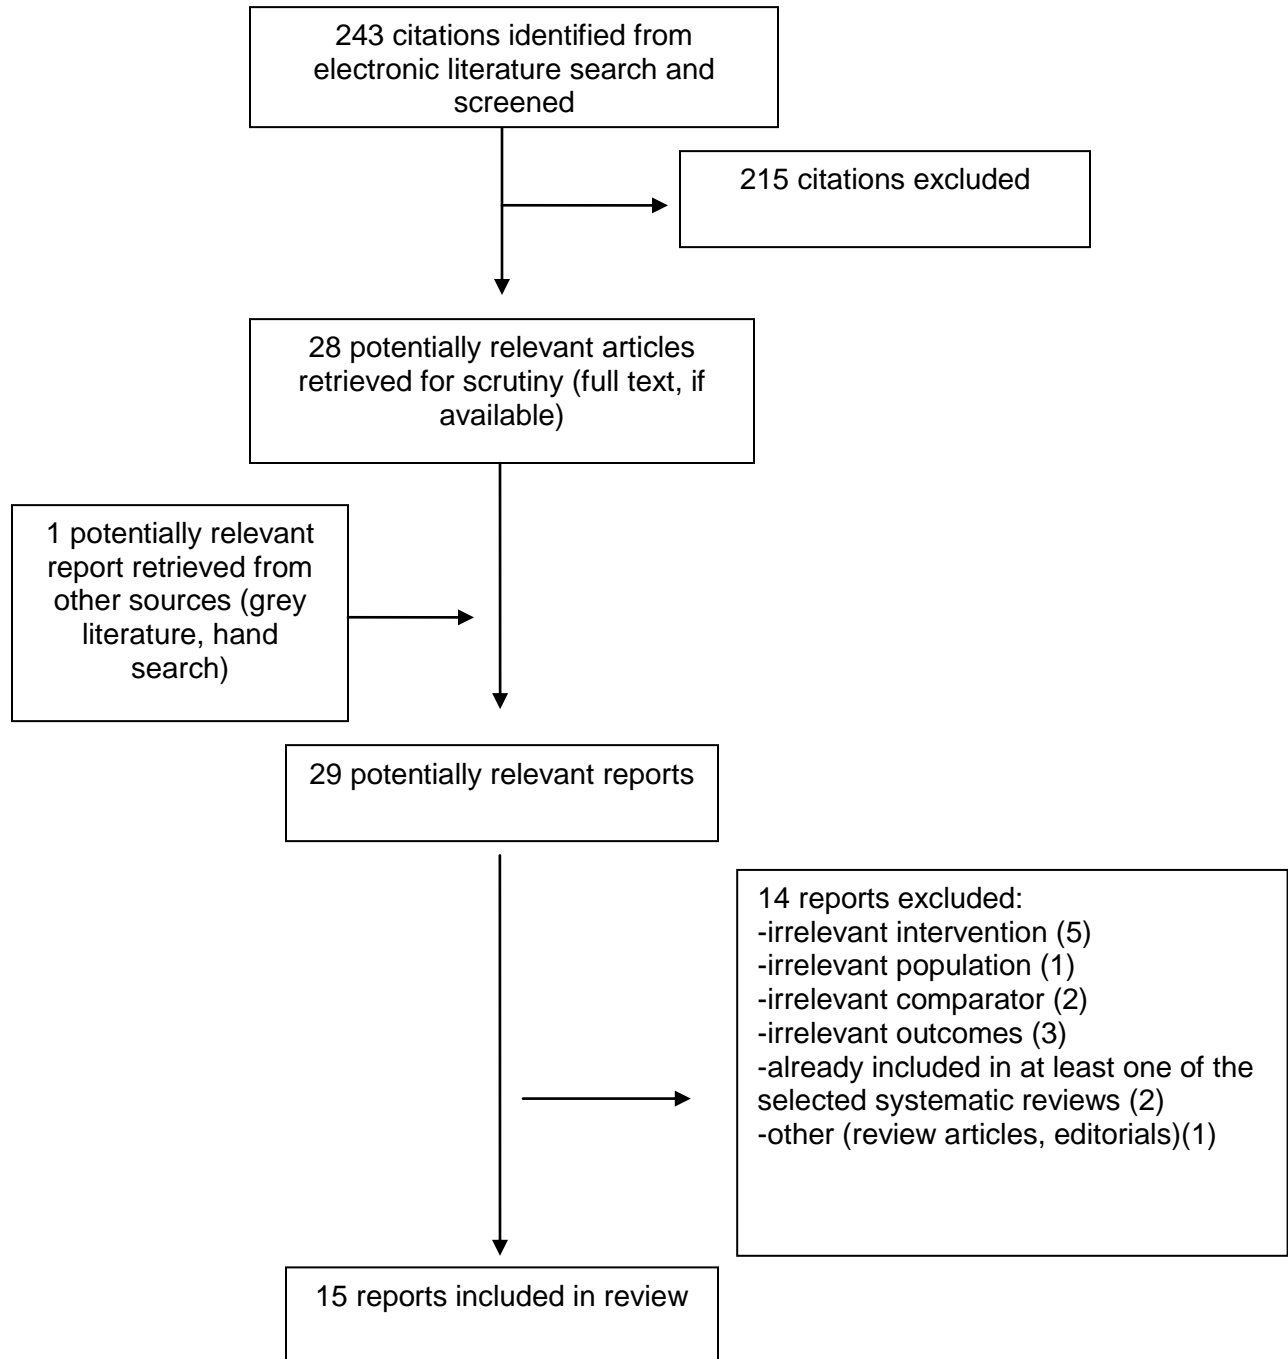 243 citations identified from
electronic literature search and
screened
215 citations excluded
28 potentially relevant articles
retrieved for scrutiny (full text, if
available)
1 potentially relevant
report retrieved from
other sources (grey
literature, hand
search)
29 potentially relevant reports
14 reports excluded:
-irrelevant intervention (5)
-irrelevant population (1)
-irrelevant comparator (2)
-irrelevant outcomes (3)
-already included in at least one of the
selected systematic reviews (2)
-other (review articles, editorials)(1)
15 reports included in review